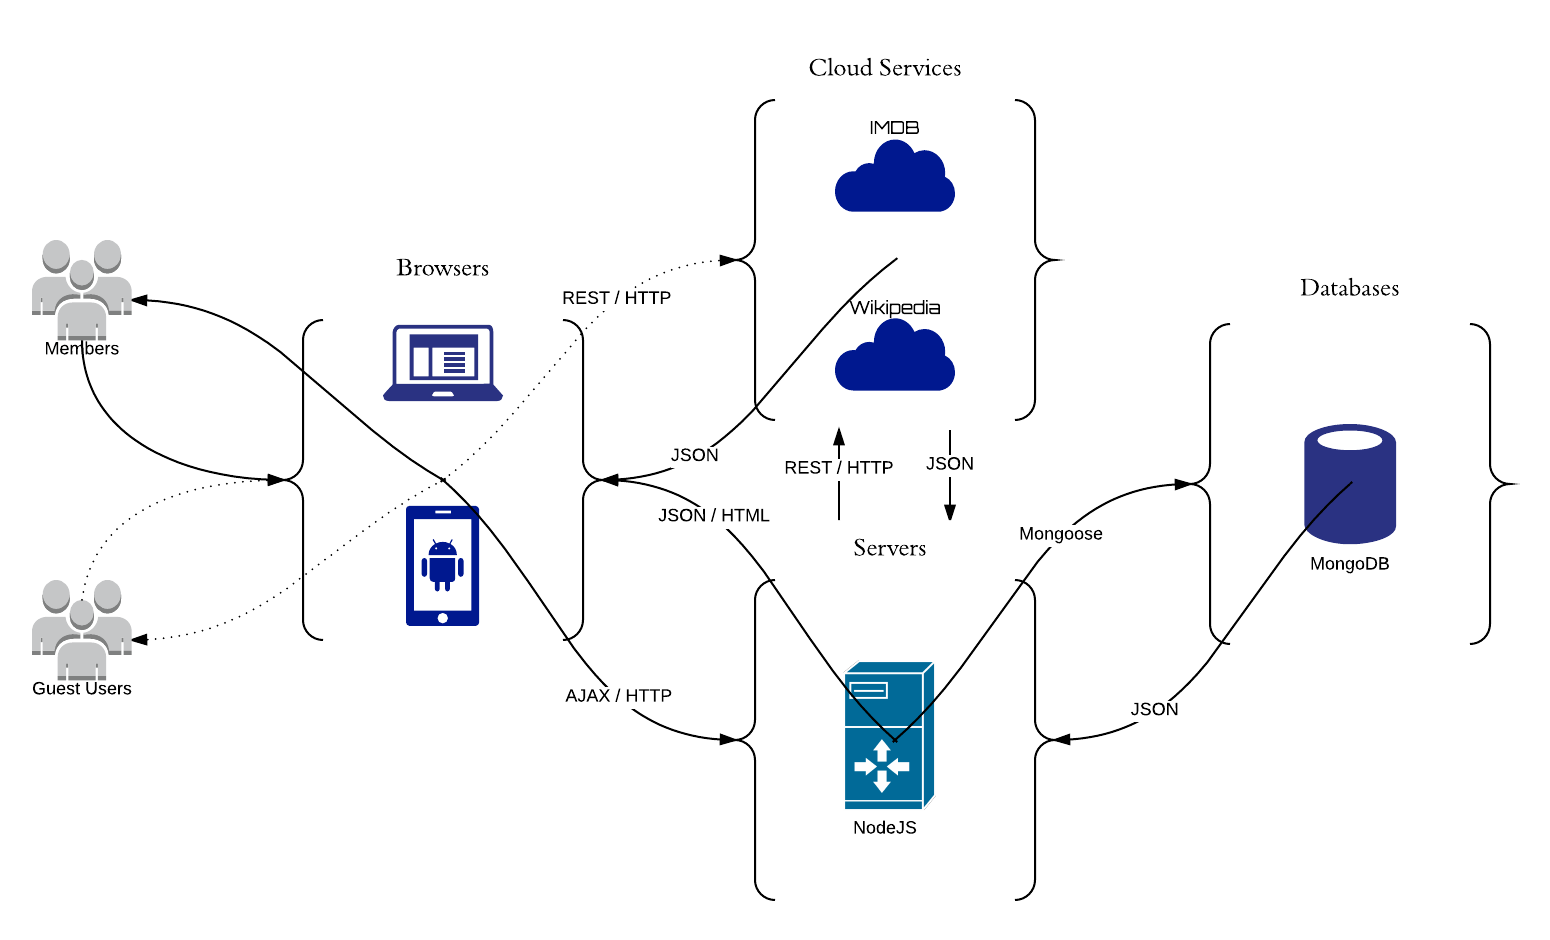 Cloud Services
IMDB
Browsers
Databases
REST / HTTP
Wikipedia
Members
JSON
REST / HTTP
JSON
JSON / HTML
Mongoose
Servers
MongoDB
Guest Users
AJAX / HTTP
JSON
NodeJS